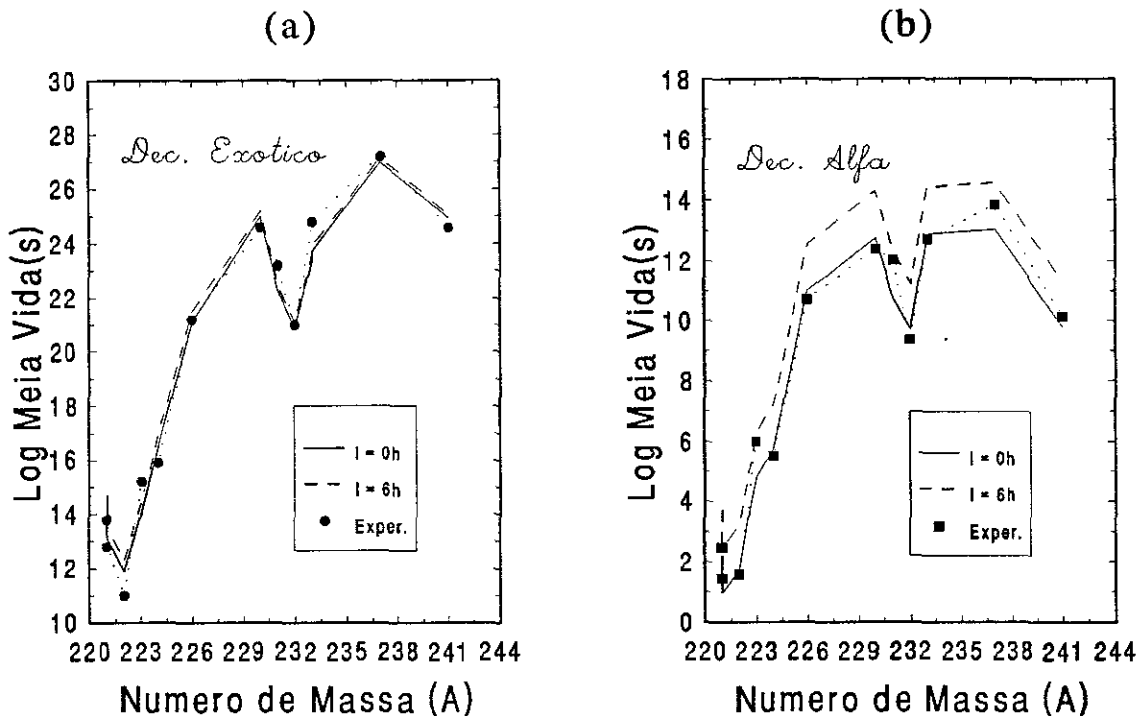 (a)
Log Meia Vida(s)
30
28
26
24
22
20
18
16
14
12
10
Dec. Exotico
l = 0h
l = 6h
Exper.
220 223 226 229 232 235 238 241 244
Numero de Massa (A)
(b)
Log Meia Vida(s)
18
16
14
12
10
8
6
4
2
0
Dec. Alfa
l = 0h
l = 6h
Exper.
220 223 226 229 232 235 238 241 244
Numero de Massa (A)